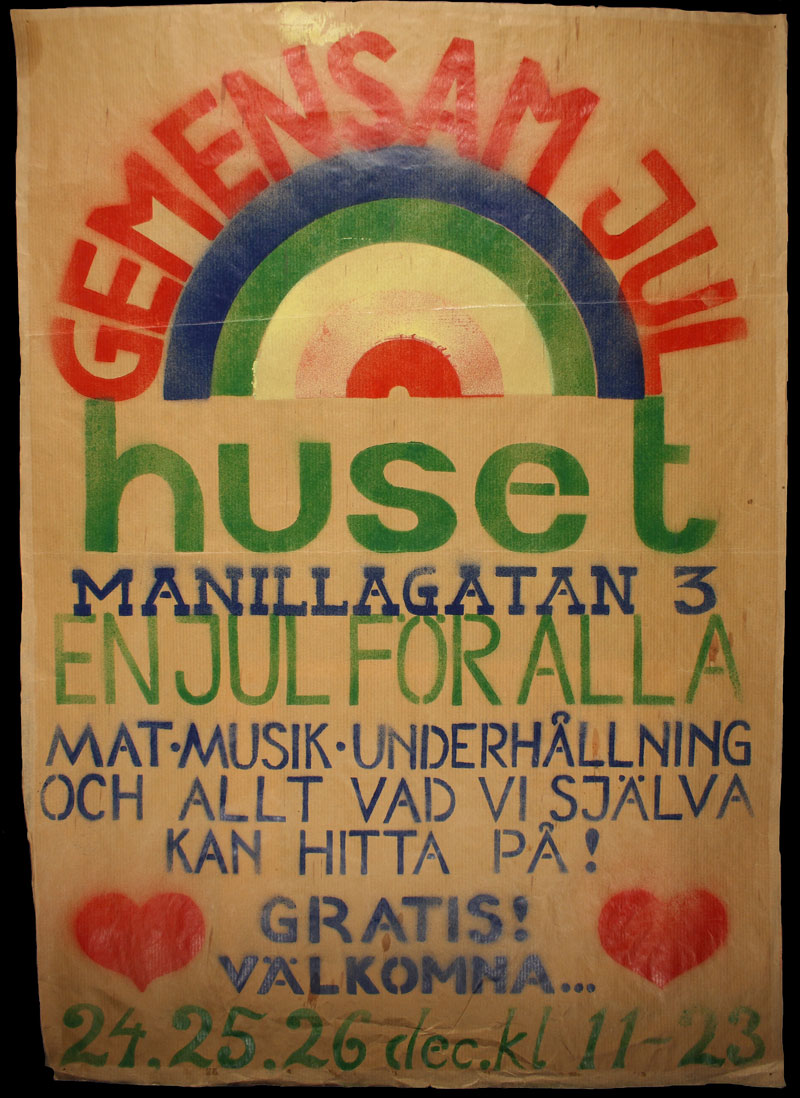 GEMENSAM JUL
huset
MANILLAGATAN 3
EN JUL FÖR ALLA
MAT·MUSIK·UNDERHÅLLNING
OCH ALLT VAD VI SJÄLVA
KAN HITTA PÅ!
GRATIS!
VÄLKOMNA...
24.25.26 dec.kl 11-23